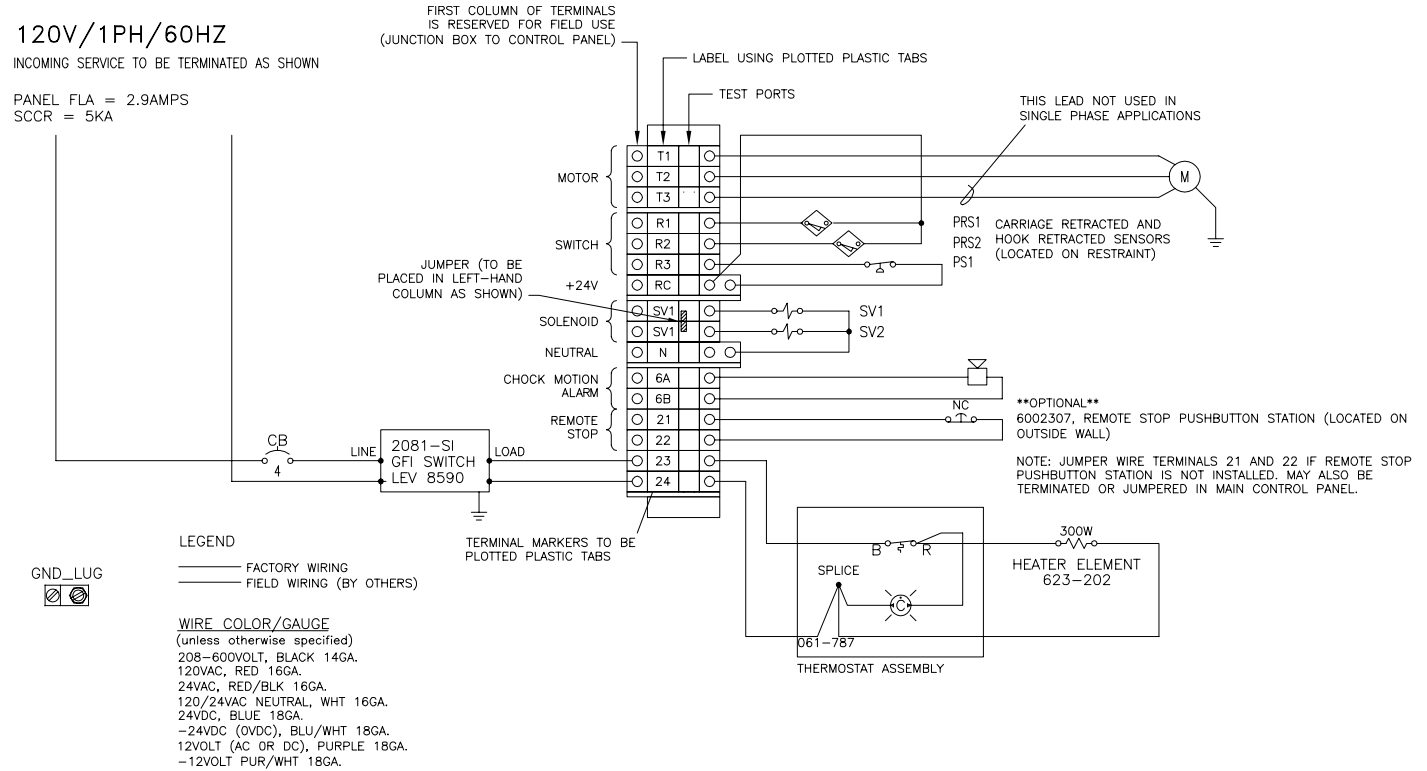 120V/1PH/60HZ
INCOMING SERVICE TO BE TERMINATED AS SHOWN
PANEL FLA = 2.9AMPS
SCCR = 5KA
FIRST COLUMN OF TERMINALS
IS RESERVED FOR FIELD USE
(JUNCTION BOX TO CONTROL PANEL)
LABEL USING PLOTTED PLASTIC TABS
TEST PORTS
THIS LEAD NOT USED IN
SINGLE PHASE APPLICATIONS
MOTOR
T1
T2
T3
M
SWITCH
R1
R2
R3
PRS1
PRS2
PS1
CARRIAGE RETRACTED AND
HOOK RETRACTED SENSORS
(LOCATED ON RESTRAINT)
JUMPER (TO BE
PLACED IN LEFT-HAND
COLUMN AS SHOWN)
+24V
RC
SOLENOID
SV1
SV1
SV1
SV2
NEUTRAL
N
CHOCK MOTION
ALARM
6A
6B
REMOTE
STOP
21
22
23
24
NC
**OPTIONAL**
6002307, REMOTE STOP PUSHBUTTON STATION (LOCATED ON
OUTSIDE WALL)
NOTE: JUMPER WIRE TERMINALS 21 AND 22 IF REMOTE STOP
PUSHBUTTON STATION IS NOT INSTALLED. MAY ALSO BE
TERMINATED OR JUMPERED IN MAIN CONTROL PANEL.
CB
4
LINE
2081-SI
GFI SWITCH
LEV 8590
LOAD
TERMINAL MARKERS TO BE
PLOTTED PLASTIC TABS
B
R
SPLICE
C
061-787
THERMOSTAT ASSEMBLY
300W
HEATER ELEMENT
623-202
LEGEND
FACTORY WIRING
FIELD WIRING (BY OTHERS)
GND_LUG
WIRE COLOR/GAUGE
(unless otherwise specified)
208-600VOLT, BLACK 14GA.
120VAC, RED 16GA.
24VAC, RED/BLK 16GA.
120/24VAC NEUTRAL, WHT 16GA.
24VDC, BLUE 18GA.
-24VDC (0VDC), BLU/WHT 18GA.
12VOLT (AC OR DC), PURPLE 18GA.
-12VOLT PUR/WHT 18GA.